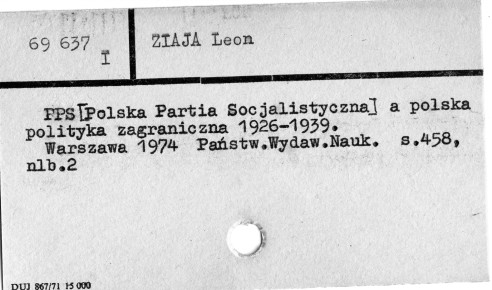 69 637
I
ZIAJA Leon
PPS[Polska Partia Socjalistyczna] a polska
polityka zagraniczna 1926-1939.
Warszawa 1974 Państw.Wydaw.Nauk. s.458,
nlb.2
DUJ 867/71 15 000